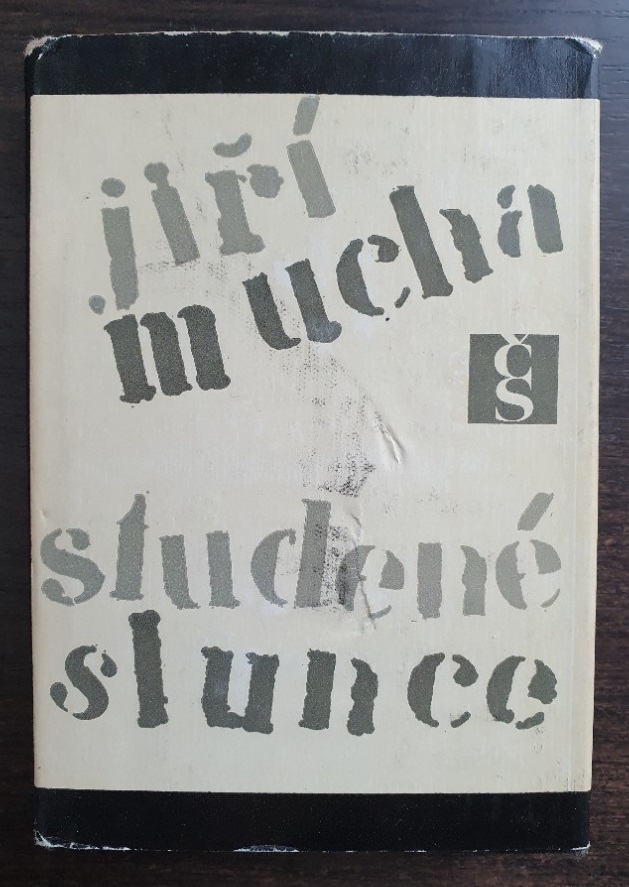 jiří
mucha
čs
studené
slunce